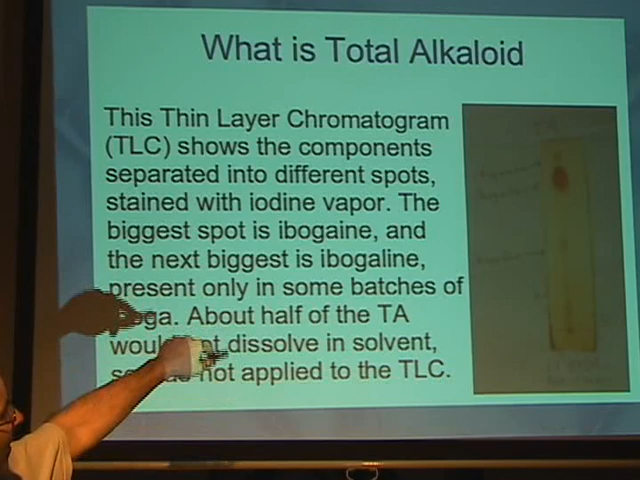 What is Total Alkaloid
This Thin Layer Chromatogram
(TLC) shows the components
separated into different spots,
stained with iodine vapor. The
biggest spot is ibogaine, and
the next biggest is ibogaline,
present only in some batches of
About half of the TA
dissolve in solvent,
not applied to the TLC.